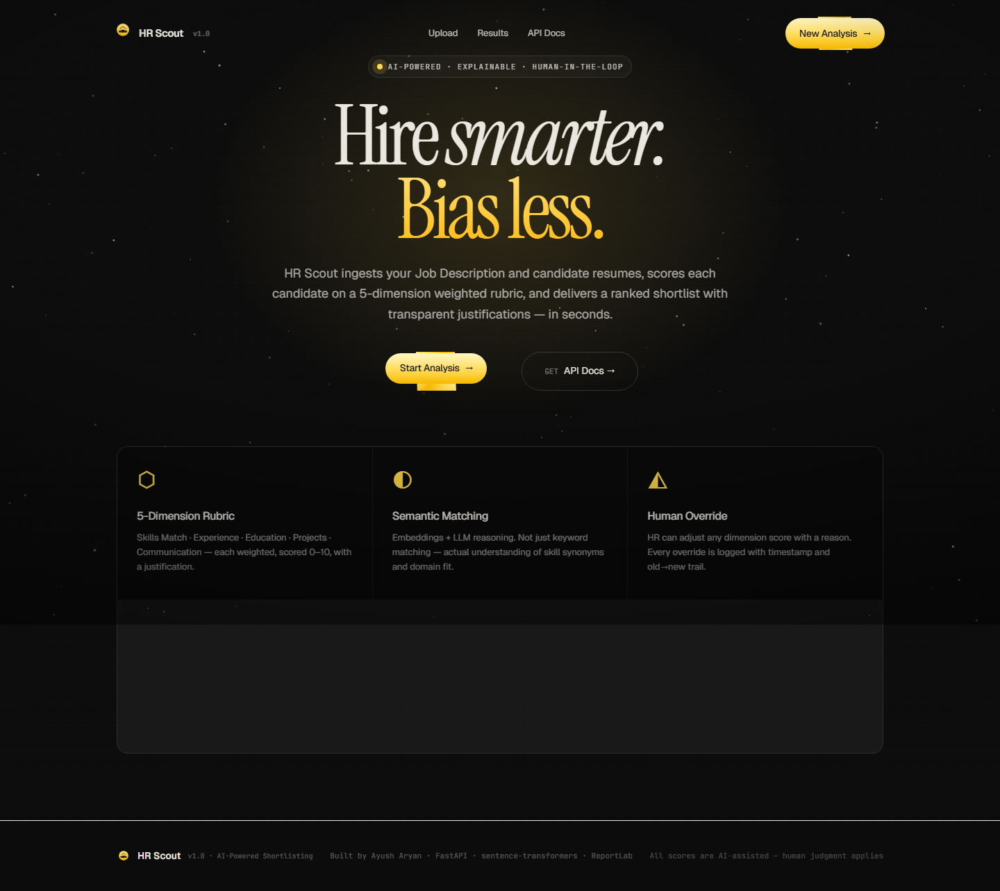 HR Scout v1.0
Upload Results API Docs
New Analysis →
AI-POWERED · EXPLAINABLE · HUMAN-IN-THE-LOOP
Hire smarter.
Bias less.
HR Scout ingests your Job Description and candidate resumes, scores each
candidate on a 5-dimension weighted rubric, and delivers a ranked shortlist with
transparent justifications — in seconds.
Start Analysis →
GET API Docs →
5-Dimension Rubric
Skills Match · Experience · Education · Projects ·
Communication — each weighted, scored 0–10, with
a justification.
Semantic Matching
Embeddings + LLM reasoning. Not just keyword
matching — actual understanding of skill synonyms
and domain fit.
Human Override
HR can adjust any dimension score with a reason.
Every override is logged with timestamp and
old→new trail.
HR Scout v1.0 · AI-Powered Shortlisting
Built by Ayush Aryan · FastAPI · sentence-transformers · ReportLab
All scores are AI-assisted — human judgment applies